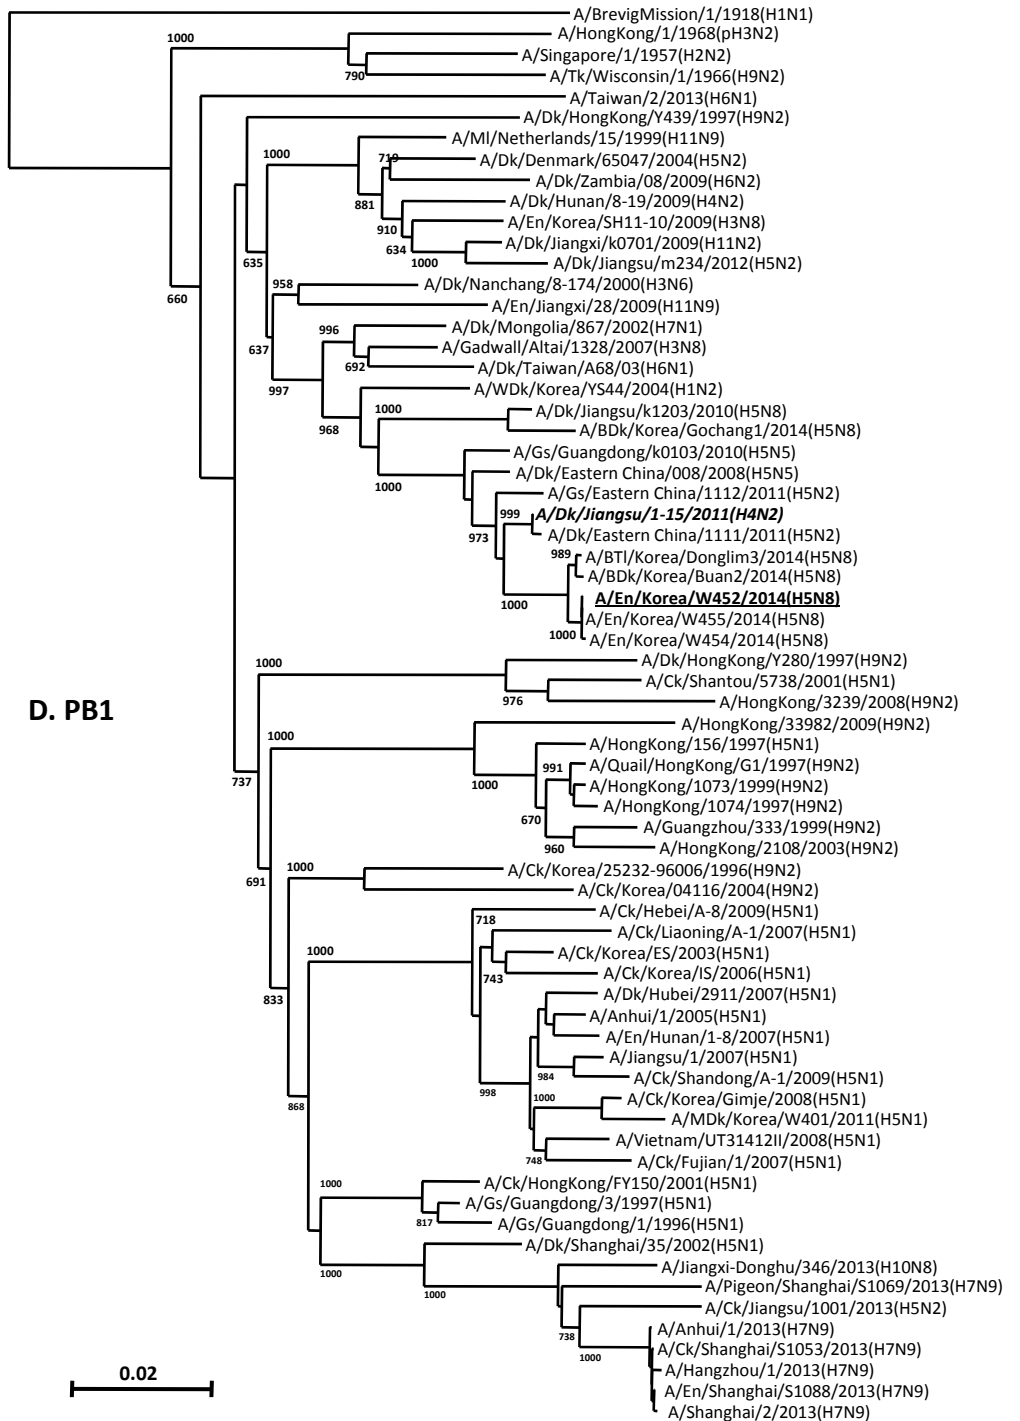 A/BrevigMission/1/1918(H1N1)
A/HongKong/1/1968(pH3N2)
1000
A/Singapore/1/1957(H2N2)
790
A/Tk/Wisconsin/1/1966(H9N2)
A/Taiwan/2/2013(H6N1)
A/Dk/HongKong/Y439/1997(H9N2)
A/Ml/Netherlands/15/1999(H11N9)
1000
719
A/Dk/Denmark/65047/2004(H5N2)
A/Dk/Zambia/08/2009(H6N2)
881
A/Dk/Hunan/8-19/2009(H4N2)
910
A/En/Korea/SH11-10/2009(H3N8)
634
A/Dk/Jiangxi/k0701/2009(H11N2)
635
1000
A/Dk/Jiangsu/m234/2012(H5N2)
958
A/Dk/Nanchang/8-174/2000(H3N6)
660
A/En/Jiangxi/28/2009(H11N9)
996
A/Dk/Mongolia/867/2002(H7N1)
637
A/Gadwall/Altai/1328/2007(H3N8)
692
A/Dk/Taiwan/A68/03(H6N1)
997
A/WDk/Korea/YS44/2004(H1N2)
1000
A/Dk/Jiangsu/k1203/2010(H5N8)
968
A/BDk/Korea/Gochang1/2014(H5N8)
A/Gs/Guangdong/k0103/2010(H5N5)
A/Dk/Eastern China/008/2008(H5N5)
1000
A/Gs/Eastern China/1112/2011(H5N2)
999
A/Dk/Jiangsu/1-15/2011(H4N2)
973
A/Dk/Eastern China/1111/2011(H5N2)
989
A/BTl/Korea/Donglim3/2014(H5N8)
A/BDk/Korea/Buan2/2014(H5N8)
1000
A/En/Korea/W452/2014(H5N8)
A/En/Korea/W455/2014(H5N8)
1000
A/En/Korea/W454/2014(H5N8)
1000
A/Dk/HongKong/Y280/1997(H9N2)
A/Ck/Shantou/5738/2001(H5N1)
976
A/HongKong/3239/2008(H9N2)
D. PB1
A/HongKong/33982/2009(H9N2)
1000
A/HongKong/156/1997(H5N1)
991
A/Quail/HongKong/G1/1997(H9N2)
737
1000
A/HongKong/1073/1999(H9N2)
A/HongKong/1074/1997(H9N2)
670
A/Guangzhou/333/1999(H9N2)
960
A/HongKong/2108/2003(H9N2)
1000
A/Ck/Korea/25232-96006/1996(H9N2)
691
A/Ck/Korea/04116/2004(H9N2)
A/Ck/Hebei/A-8/2009(H5N1)
718
A/Ck/Liaoning/A-1/2007(H5N1)
1000
A/Ck/Korea/ES/2003(H5N1)
743
A/Ck/Korea/IS/2006(H5N1)
833
A/Dk/Hubei/2911/2007(H5N1)
A/Anhui/1/2005(H5N1)
A/En/Hunan/1-8/2007(H5N1)
A/Jiangsu/1/2007(H5N1)
984
A/Ck/Shandong/A-1/2009(H5N1)
998
A/Ck/Korea/Gimje/2008(H5N1)
868
1000
A/MDk/Korea/W401/2011(H5N1)
A/Vietnam/UT31412II/2008(H5N1)
748
A/Ck/Fujian/1/2007(H5N1)
1000
A/Ck/HongKong/FY150/2001(H5N1)
A/Gs/Guangdong/3/1997(H5N1)
817
A/Gs/Guangdong/1/1996(H5N1)
A/Dk/Shanghai/35/2002(H5N1)
1000
A/Jiangxi-Donghu/346/2013(H10N8)
1000
A/Pigeon/Shanghai/S1069/2013(H7N9)
A/Ck/Jiangsu/1001/2013(H5N2)
738
A/Anhui/1/2013(H7N9)
1000
A/Ck/Shanghai/S1053/2013(H7N9)
0.02
A/Hangzhou/1/2013(H7N9)
A/En/Shanghai/S1088/2013(H7N9)
A/Shanghai/2/2013(H7N9)